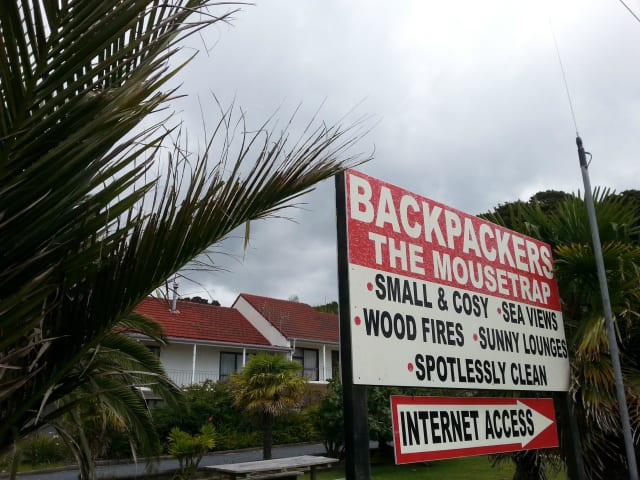 BACKPACKERS
THE MOUSETRAP
• SMALL & COSY • SEA VIEWS
• WOOD FIRES • SUNNY LOUNGES
• SPOTLESSLY CLEAN
INTERNET ACCESS